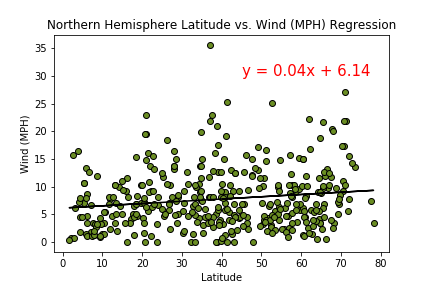 Northern Hemisphere Latitude vs. Wind (MPH) Regression
35
30
25
20
15
10
5
0
Wind (MPH)
y = 0.04x + 6.14
0 10 20 30 40 50 60 70 80
Latitude